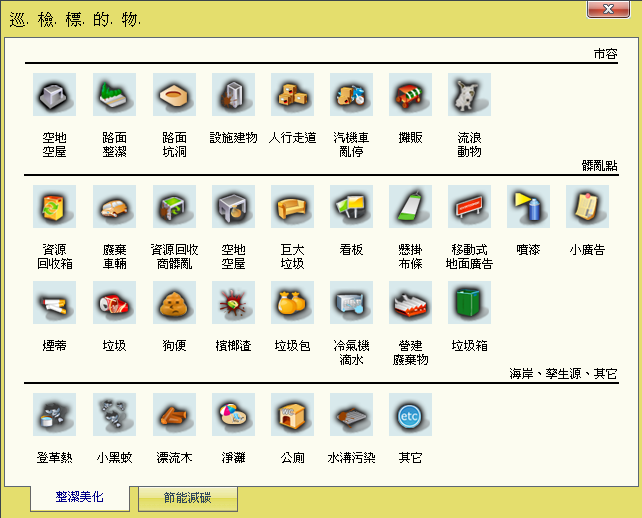 巡. 檢. 標. 的. 物.
市容
空地 路面 路面 設施建物 人行走道 汽機車 攤販 流浪
空屋 整潔 坑洞 亂停 動物
髒亂點
資源 廢棄 資源回收 空地 巨大 看板 懸掛 移動式 噴漆 小廣告
回收箱 車輛 商髒亂 空屋 垃圾 布條 地面廣告
煙蒂 垃圾 狗便 檳榔渣 垃圾包 冷氣機 營建 垃圾箱
滴水 廢棄物
海岸、孳生源、其它
WC
etc
登革熱 小黑蚊 漂流木 淨灘 公廁 水溝污染 其它
整潔美化 節能減碳